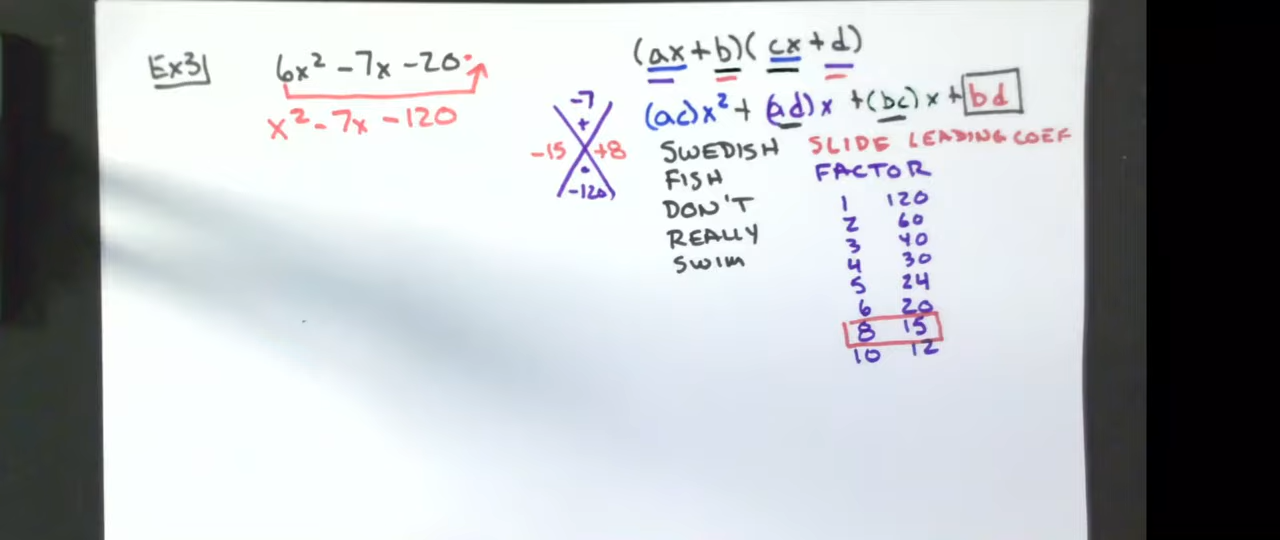 Ex3)
6x² - 7x - 20
x² - 7x - 120
(ax + b)(cx + d)
(ac)x² + (ad)x + (bc)x + bd
-7
+
-15 +8
•
-120
SWEDISH SLIDE LEADING COEF
FISH FACTOR
DON'T
REALLY
SWIM
1 120
2 60
3 40
4 30
5 24
6 20
8 15
10 12